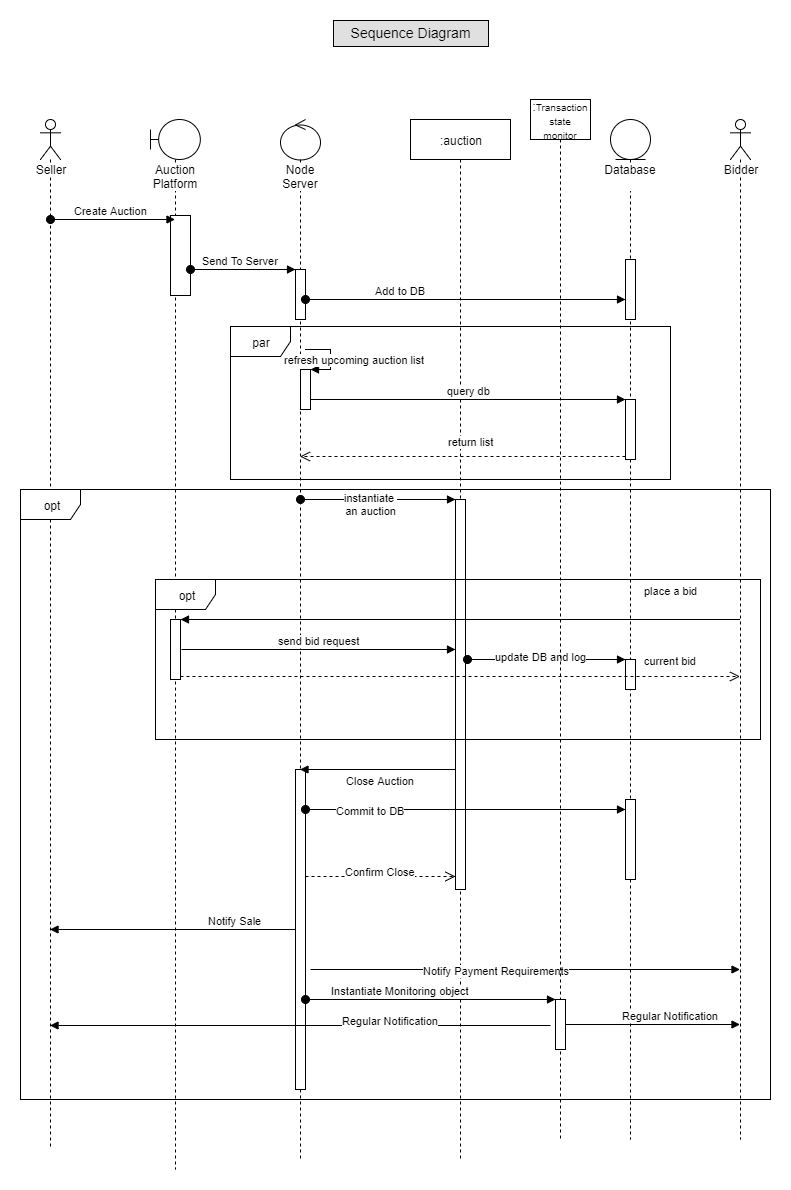 Sequence Diagram
:Transaction
state
monitor
:auction
Seller
Auction
Platform
Node
Server
Database
Bidder
Create Auction
Send To Server
Add to DB
par
refresh upcoming auction list
query db
return list
opt
instantiate
an auction
opt
place a bid
send bid request
update DB and log
current bid
Close Auction
Commit to DB
Confirm Close
Notify Sale
Notify Payment Requirements
Instantiate Monitoring object
Regular Notification
Regular Notification